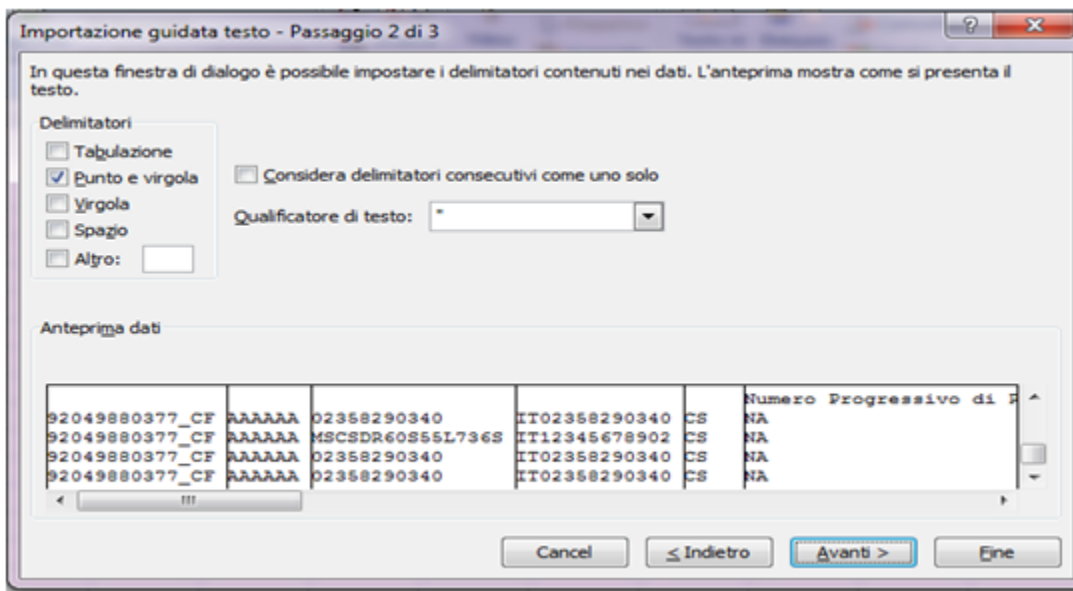 Importazione guidata testo - Passaggio 2 di 3
In questa finestra di dialogo è possibile impostare i delimitatori contenuti nei dati. L'anteprima mostra come si presenta il
testo.
Delimitatori
Tabulazione
Punto e virgola
Virgola
Spazio
Altro:
Considera delimitatori consecutivi come uno solo
Qualificatore di testo: "
Anteprima dati
Numero Progressivo di P
92049880377_CF AAAAAA 02358290340 IT02358290340 CS NA
92049880377_CF AAAAAA MSCSDR60S55L736S IT12345678902 CS NA
92049880377_CF AAAAAA 02358290340 IT02358290340 CS NA
92049880377_CF AAAAAA 02358290340 IT02358290340 CS NA
Cancel < Indietro Avanti > Fine